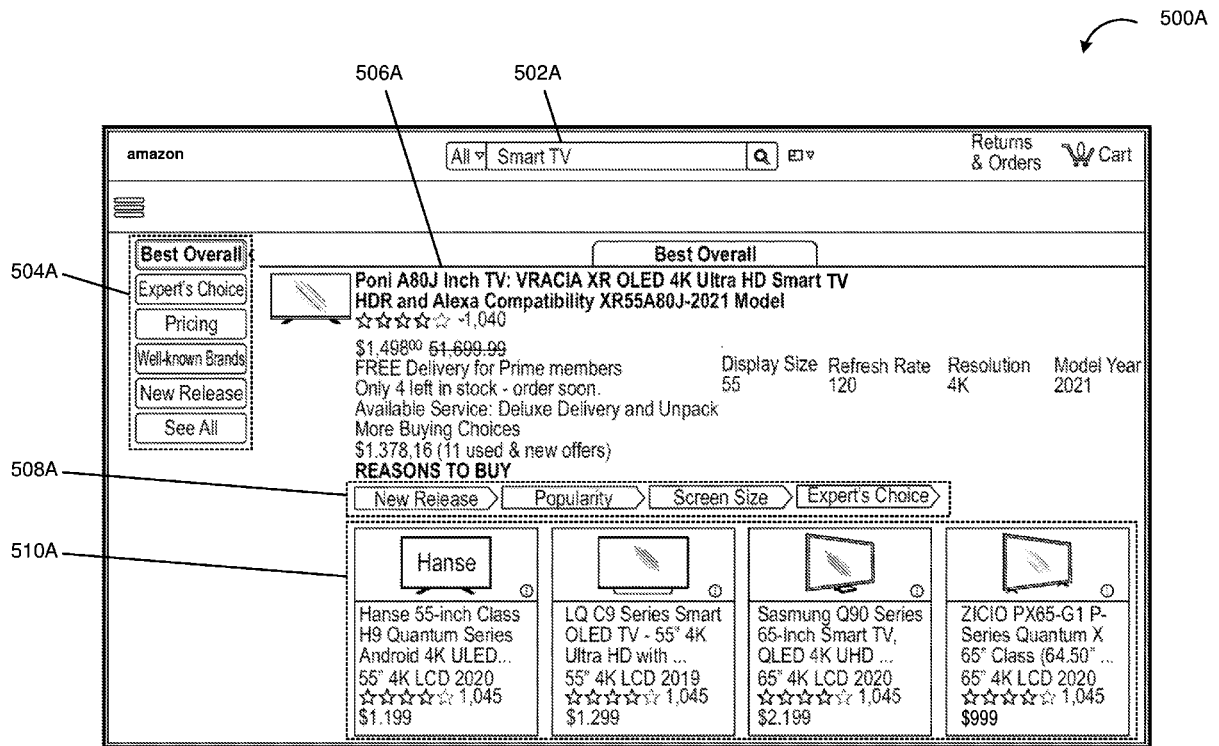 500A
506A
502A
amazon
All Smart TV
Returns
& Orders
Cart
504A
Best Overall
Expert's Choice
Pricing
Well-known Brands
New Release
See All
Best Overall
Poni A80J Inch TV: VRACIA XR OLED 4K Ultra HD Smart TV
HDR and Alexa Compatibility XR55A80J-2021 Model
-1,040
$1.498⁰⁰ 51,699.99
FREE Delivery for Prime members
Only 4 left in stock - order soon.
Available Service: Deluxe Delivery and Unpack
More Buying Choices
$1.378,16 (11 used & new offers)
Display Size Refresh Rate Resolution Model Year
55 120 4K 2021
REASONS TO BUY
508A
New Release Popularity Screen Size Expert's Choice
510A
Hanse
Hanse 55-inch Class
H9 Quantum Series
Android 4K ULED...
55" 4K LCD 2020
1,045
$1.199
LQ C9 Series Smart
OLED TV - 55" 4K
Ultra HD with ...
55" 4K LCD 2019
1,045
$1.299
Sasmung Q90 Series
65-Inch Smart TV,
QLED 4K UHD ...
65" 4K LCD 2020
1,045
$2.199
ZICIO PX65-G1 P-
Series Quantum X
65" Class (64.50" ...
65" 4K LCD 2020
1,045
$999